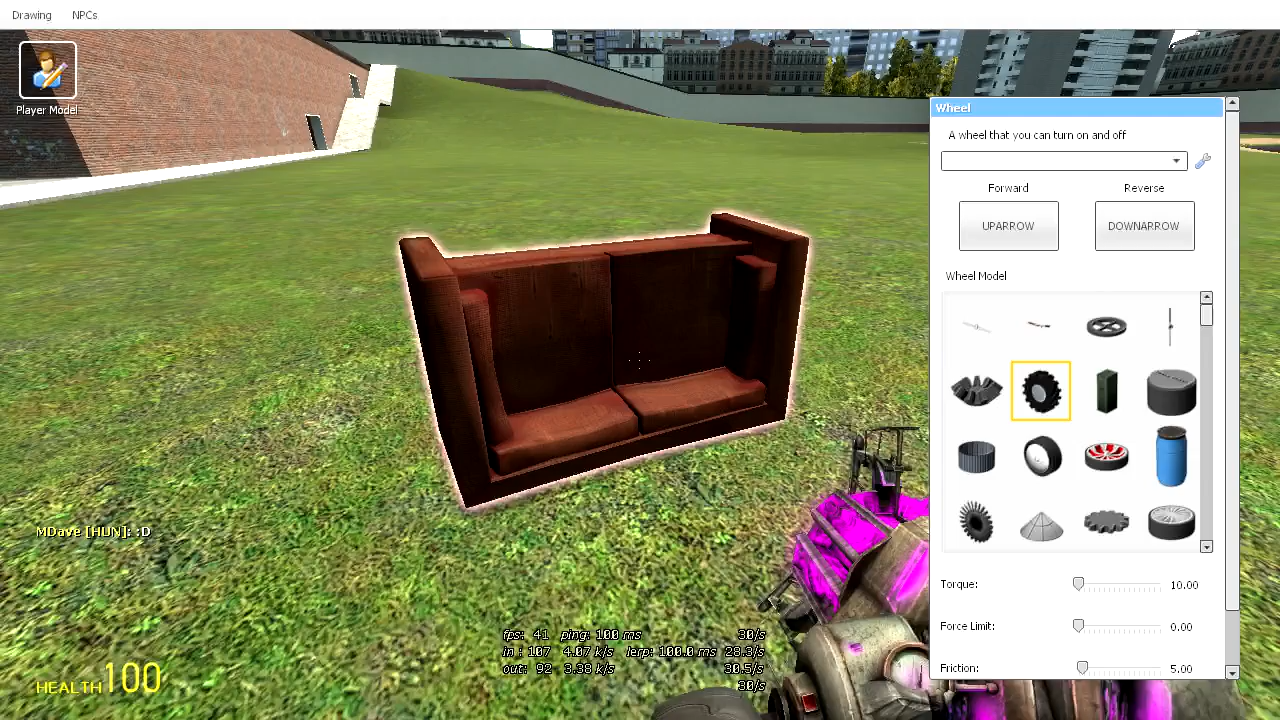 Drawing NPCs
Player Model
Wheel
A wheel that you can turn on and off
Forward Reverse
UPARROW DOWNARROW
Wheel Model
MDave [HUN]: :D
Torque: 10.00
Force Limit: 0.00
Friction: 5.00
fps: 41 ping: 100 ms 30/s
in : 107 4.07 k/s lerp: 100.0 ms 28.3/s
out: 92 3.38 k/s 30.5/s
30/s
HEALTH 100